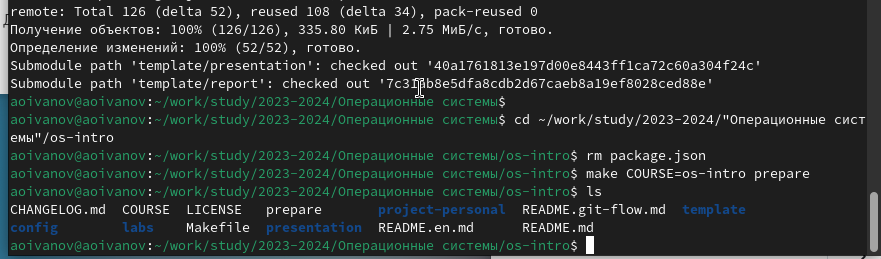 remote: Total 126 (delta 52), reused 108 (delta 34), pack-reused 0
Получение объектов: 100% (126/126), 335.80 КиБ | 2.75 МиБ/с, готово.
Определение изменений: 100% (52/52), готово.
Submodule path 'template/presentation': checked out '40a1761813e197d00e8443ff1ca72c60a304f24c'
Submodule path 'template/report': checked out
aoivanov@aoivanov:~/work/study/2023-2024/Операционные системы$
aoivanov@aoivanov:~/work/study/2023-2024/Операционные системы$ cd ~/work/study/2023-2024/"Операционные сист
емы"/os-intro
aoivanov@aoivanov:~/work/study/2023-2024/Операционные системы/os-intro$ rm package.json
aoivanov@aoivanov:~/work/study/2023-2024/Операционные системы/os-intro$ make COURSE=os-intro prepare
aoivanov@aoivanov:~/work/study/2023-2024/Операционные системы/os-intro$ ls
CHANGELOG.md COURSE LICENSE prepare project-personal README.git-flow.md template
config labs Makefile presentation README.en.md README.md
aoivanov@aoivanov:~/work/study/2023-2024/Операционные системы/os-intro$